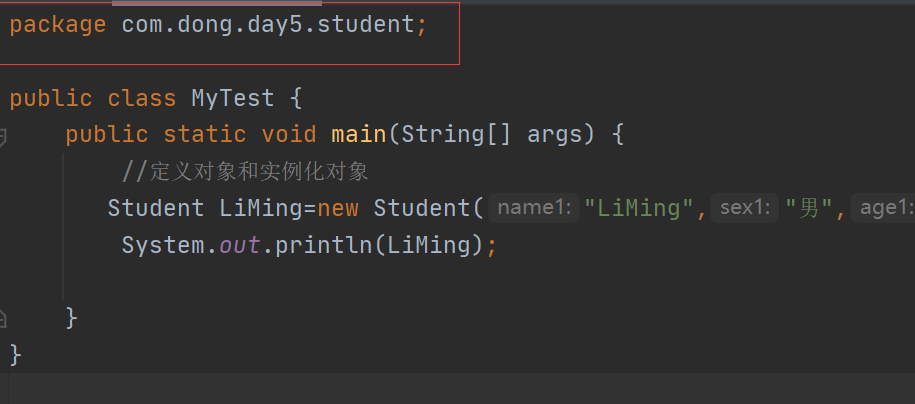 package com.dong.day5.student;
public class MyTest {
public static void main(String[] args) {
//定义对象和实例化对象
Student LiMing=new Student( name1: "LiMing", sex1: "男", age1:
System.out.println(LiMing);
}
}